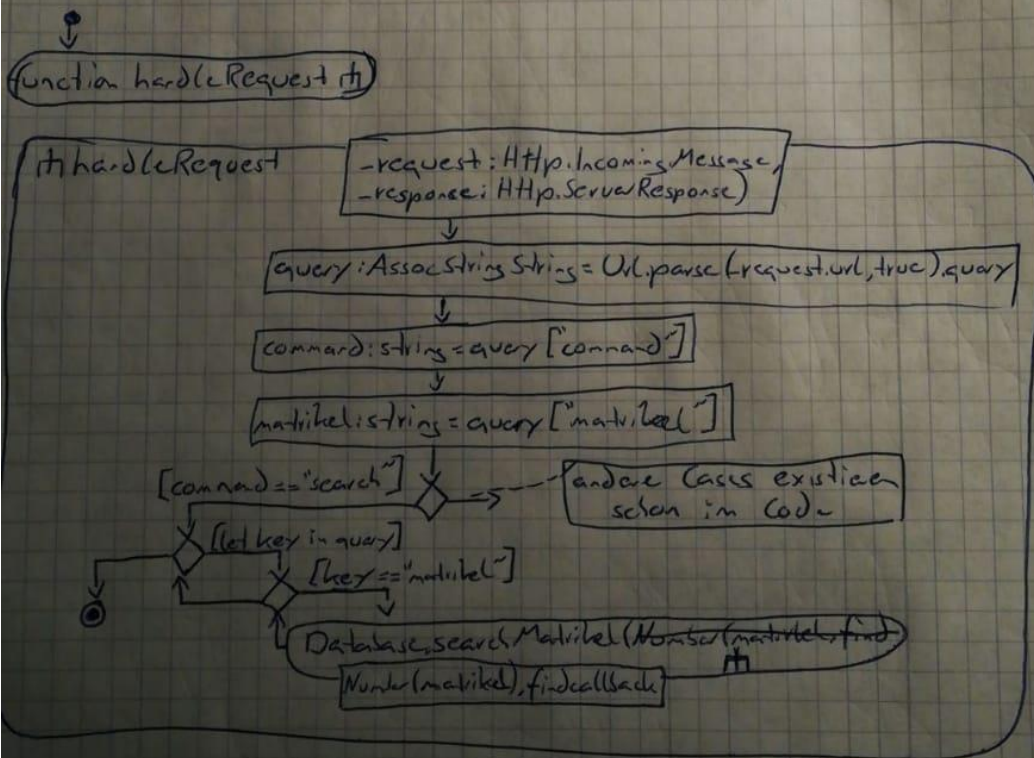 function handleRequest
handleRequest
_request: Http.IncomingMessage,
_response: Http.ServerResponse)
query: AssocStringString = Url.parse(_request.url, true).query
command: string = query["command"]
matrikel: string = query["matrikel"]
[command == "search"]
andere Cases existieren
schon im Code
[let key in query]
[key == "matrikel"]
Database.searchMatrikel(Number(matrikel, find
Number(matrikel), findcallback